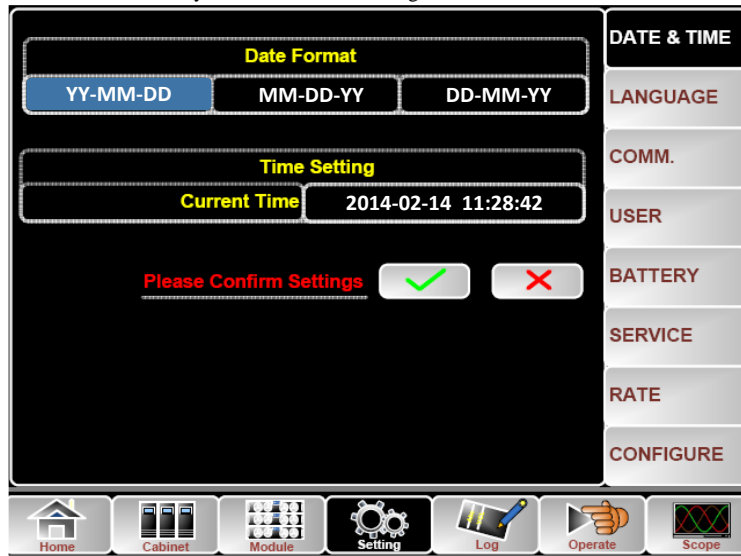 Date Format
YY-MM-DD MM-DD-YY DD-MM-YY
Time Setting
Current Time 2014-02-14 11:28:42
Please Confirm Settings
DATE & TIME
LANGUAGE
COMM.
USER
BATTERY
SERVICE
RATE
CONFIGURE
Home Cabinet Module Setting Log Operate Scope